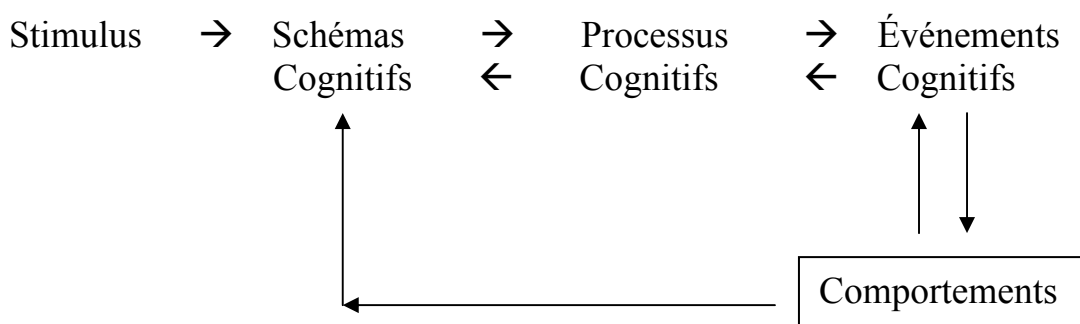 Stimulus → Schémas → Processus → Événements
Cognitifs ← Cognitifs ← Cognitifs
Comportements